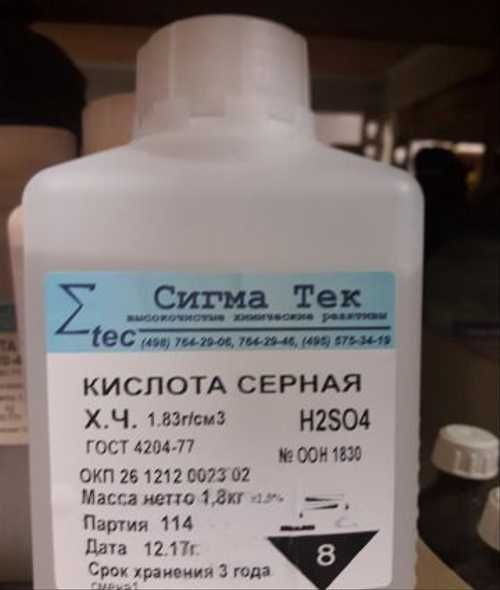 Сигма Тек
высокочистые химические реактивы
Σtec (498) 764-29-06, 764-29-46, (495) 575-34-19
КИСЛОТА СЕРНАЯ
Х.Ч. 1.83г/см3 H2SO4
ГОСТ 4204-77 № ООН 1830
ОКП 26 1212 0023 02
Масса нетто 1,8кг
Партия 114
Дата 12.17г.
Срок хранения 3 года
8
смена1